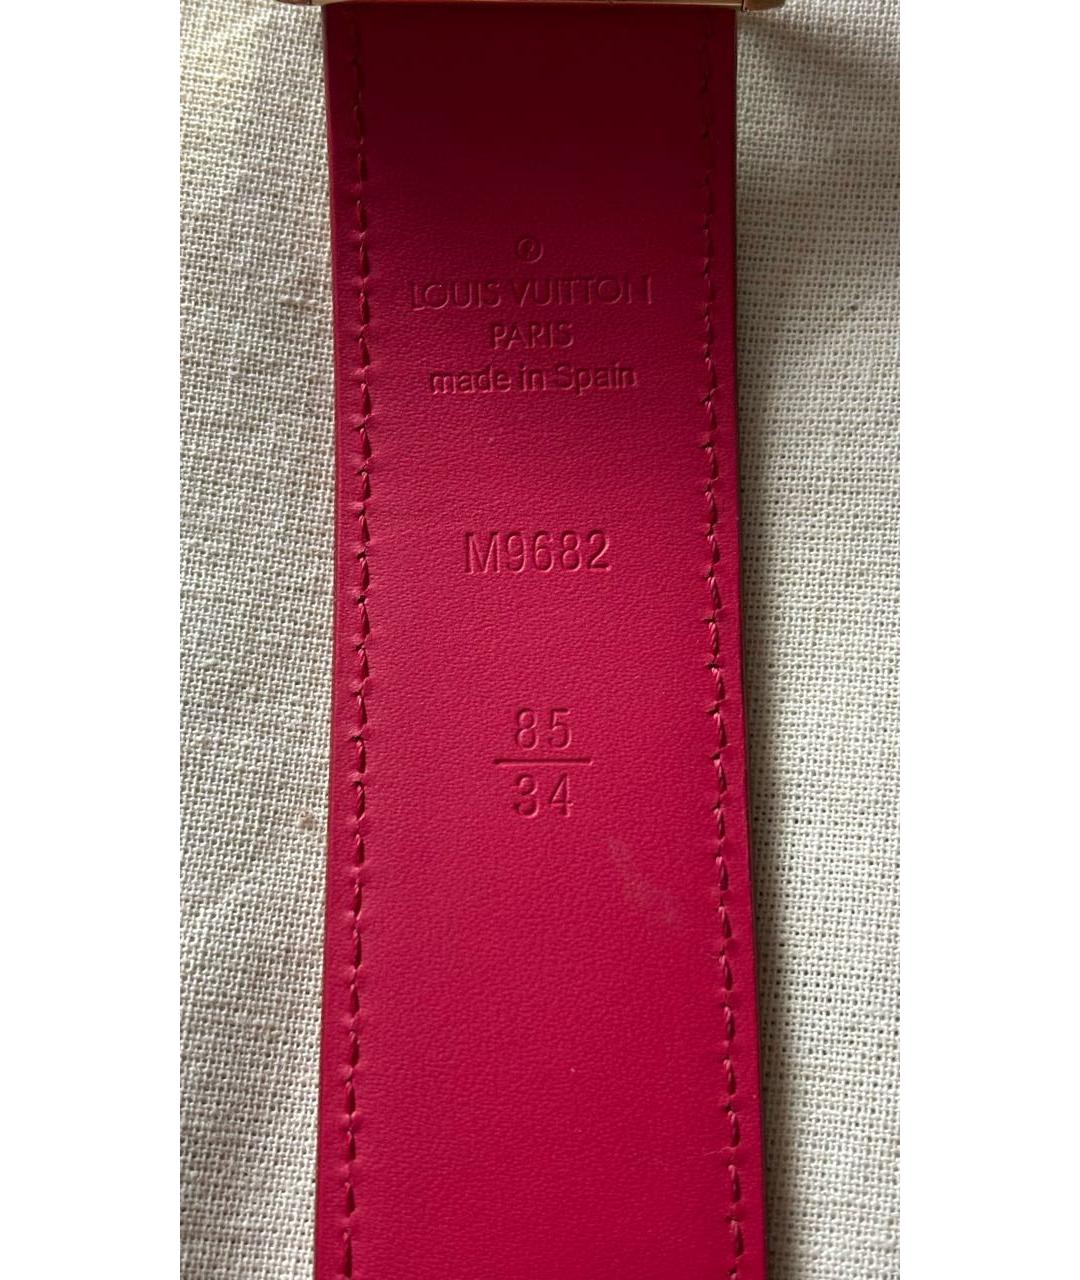 ®
LOUIS VUITTON
PARIS
made in Spain
M9682
85
34